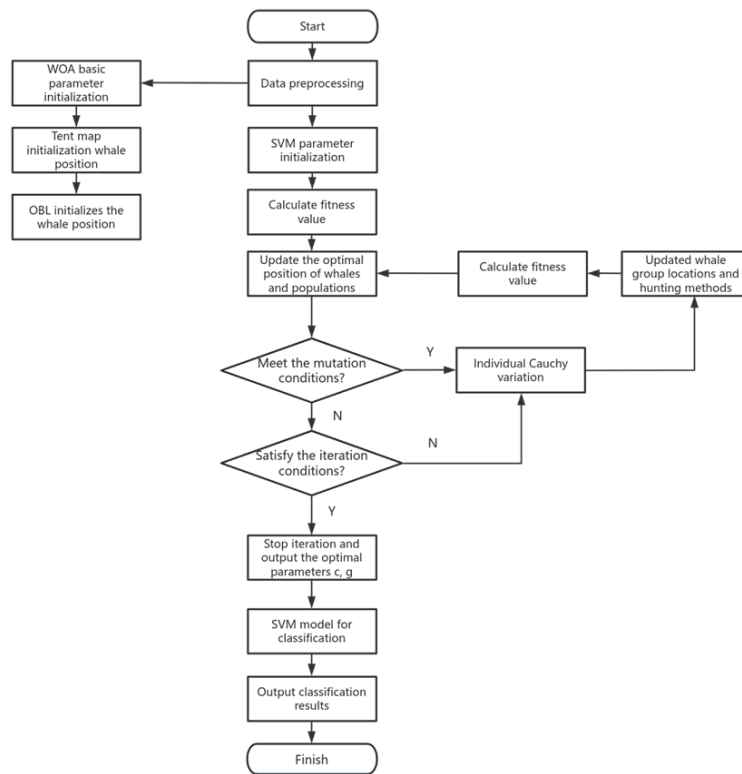 Start
WOA basic
parameter
initialization
Data preprocessing
Tent map
initialization whale
position
SVM parameter
initialization
OBL initializes the
whale position
Calculate fitness
value
Update the optimal
position of whales
and populations
Calculate fitness
value
Updated whale
group locations and
hunting methods
Meet the mutation
conditions?
Y
Individual Cauchy
variation
N
Satisfy the iteration
conditions?
N
Y
Stop iteration and
output the optimal
parameters c, g
SVM model for
classification
Output classification
results
Finish